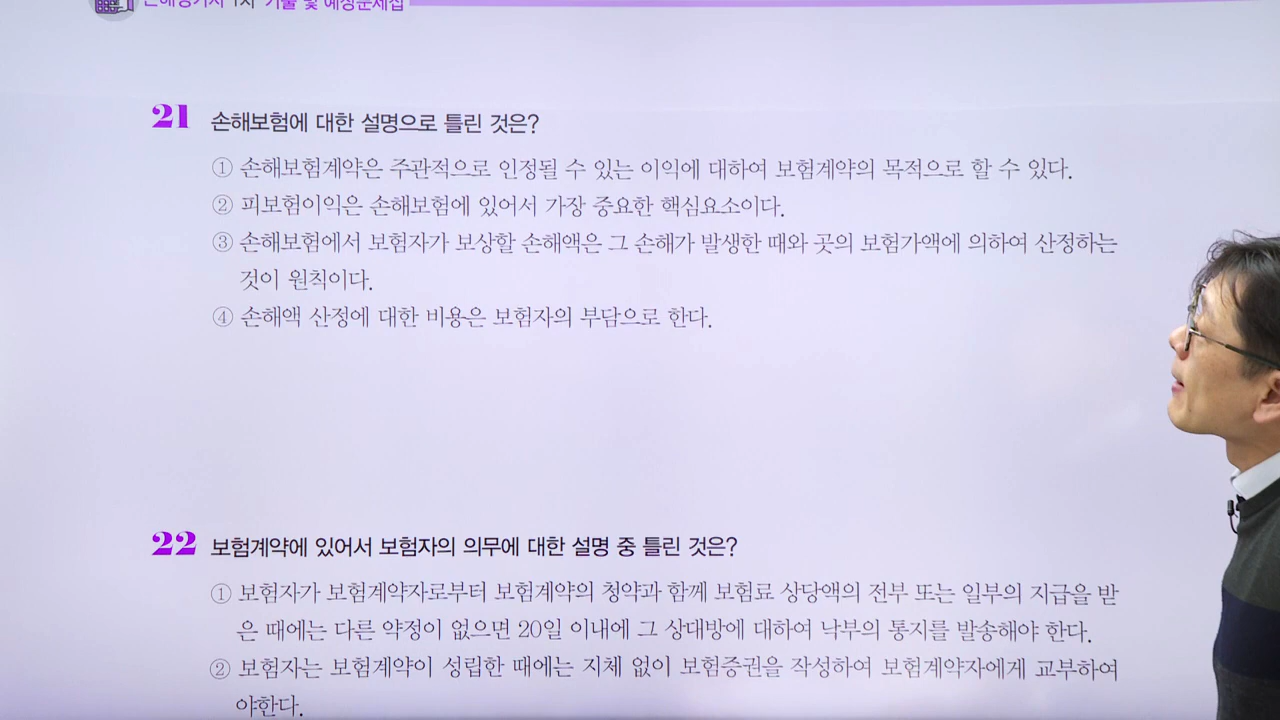 손해평가사 1차 기출 및 예상문제집
21 손해보험에 대한 설명으로 틀린 것은?
① 손해보험계약은 주관적으로 인정될 수 있는 이익에 대하여 보험계약의 목적으로 할 수 있다.
② 피보험이익은 손해보험에 있어서 가장 중요한 핵심요소이다.
③ 손해보험에서 보험자가 보상할 손해액은 그 손해가 발생한 때와 곳의 보험가액에 의하여 산정하는
것이 원칙이다.
④ 손해액 산정에 대한 비용은 보험자의 부담으로 한다.
22 보험계약에 있어서 보험자의 의무에 대한 설명 중 틀린 것은?
① 보험자가 보험계약자로부터 보험계약의 청약과 함께 보험료 상당액의 전부 또는 일부의 지급을 받
은 때에는 다른 약정이 없으면 20일 이내에 그 상대방에 대하여 낙부의 통지를 발송해야 한다.
② 보험자는 보험계약이 성립한 때에는 지체 없이 보험증권을 작성하여 보험계약자에게 교부하여
야한다.